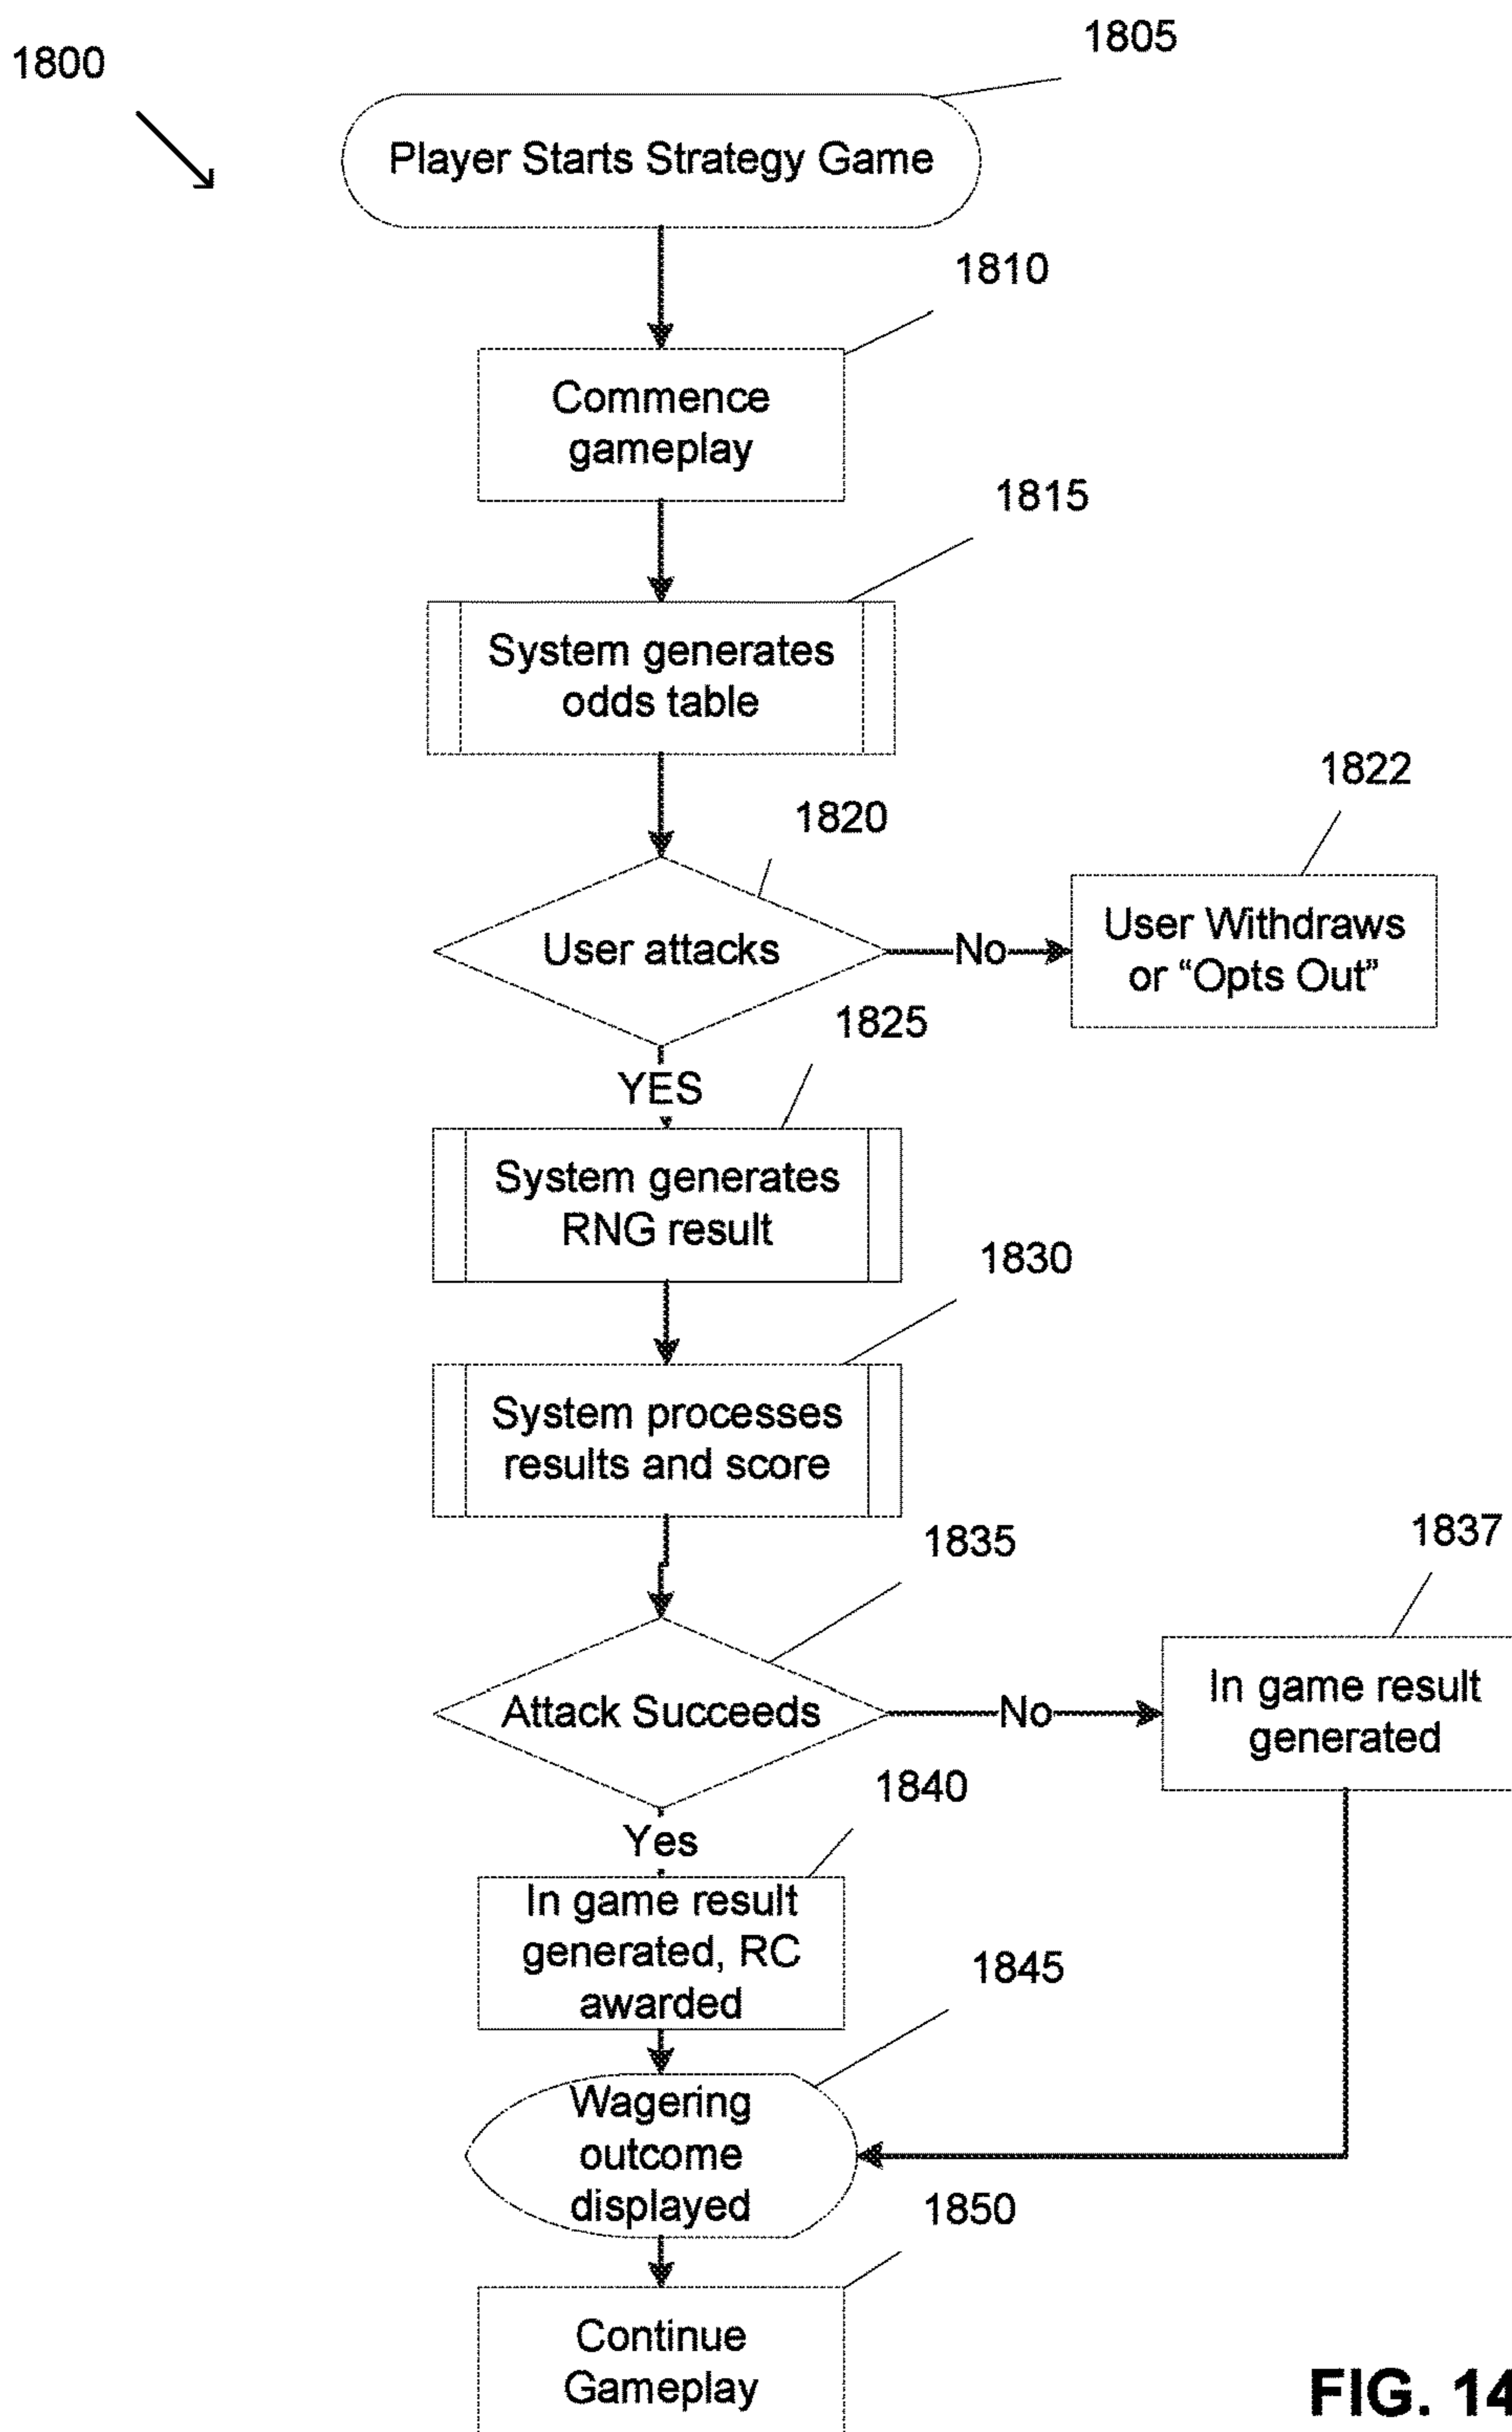 1800
1805
Player Starts Strategy Game
1810
Commence
gameplay
1815
System generates
odds table
1820
User attacks
No
1822
User Withdraws
or “Opts Out”
YES
1825
System generates
RNG result
1830
System processes
results and score
1835
Attack Succeeds
No
1837
In game result
generated
Yes
1840
In game result
generated, RC
awarded
1845
Wagering
outcome
displayed
1850
Continue
Gameplay
FIG. 14